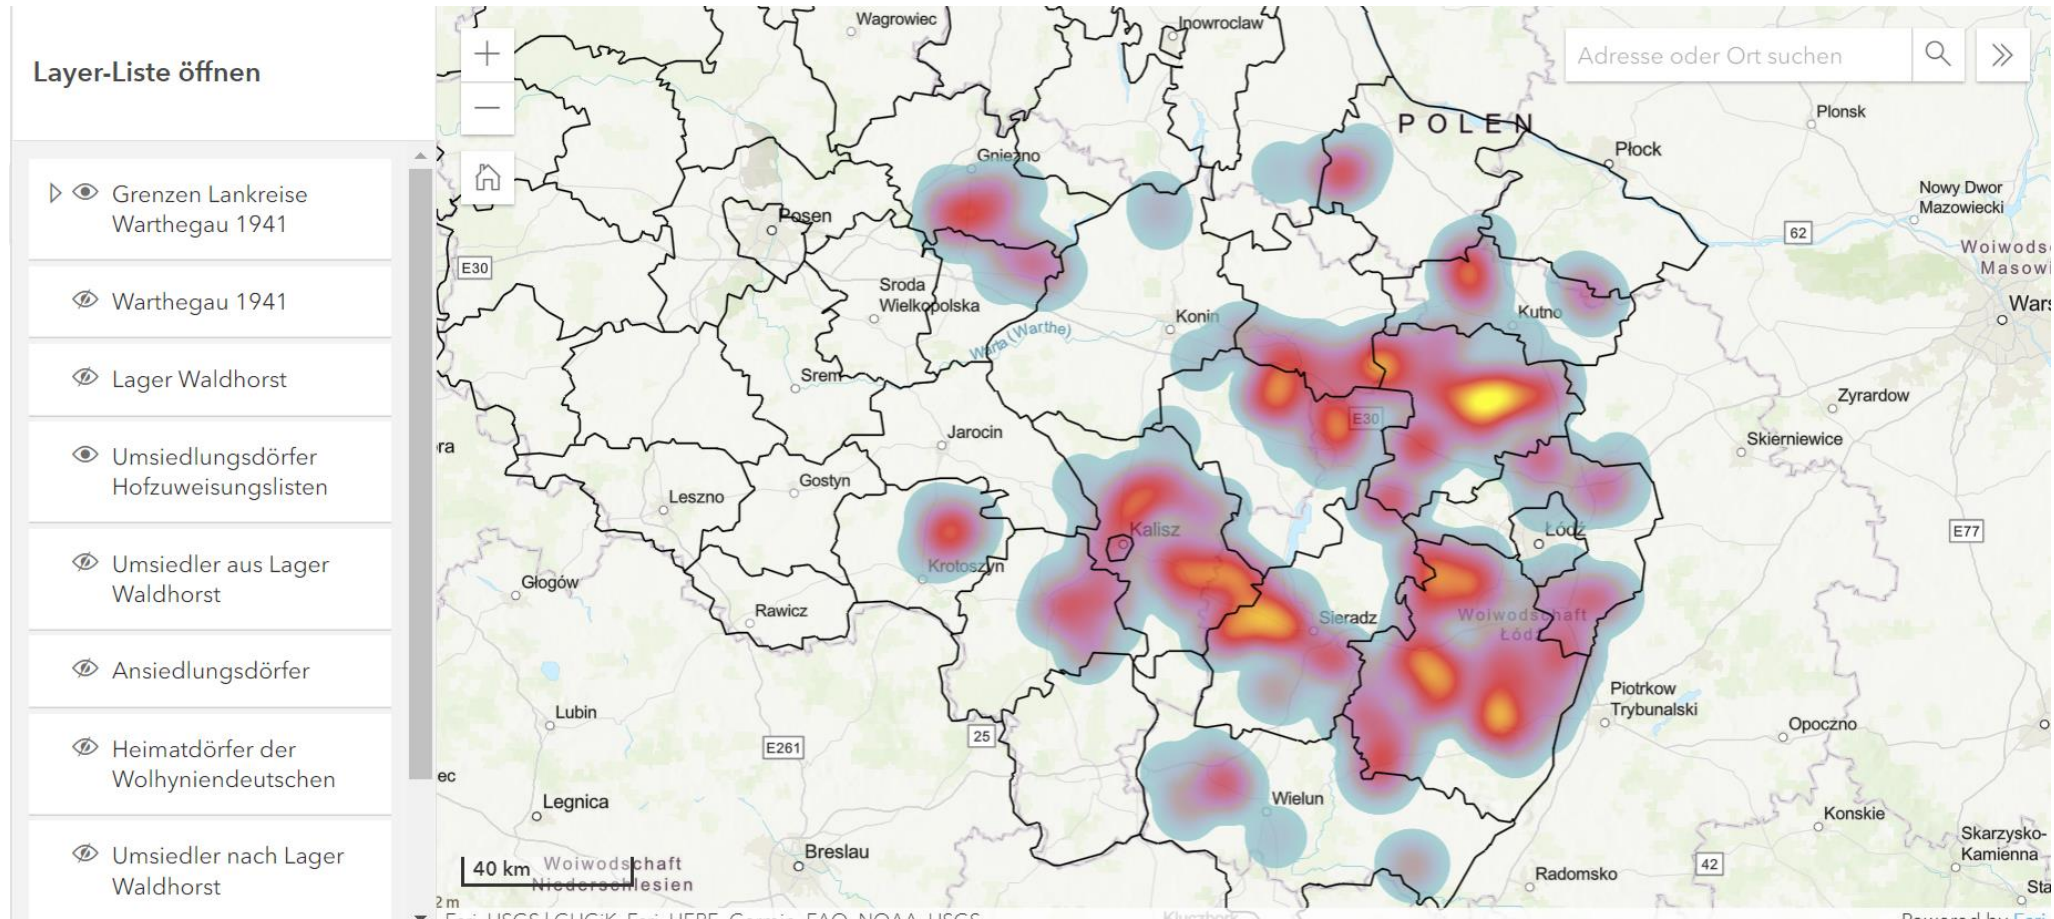 Layer-Liste öffnen
Grenzen Lankreise
Warthegau 1941
Warthegau 1941
Lager Waldhorst
Umsiedlungsdörfer
Hofzuweisungslisten
Umsiedler aus Lager
Waldhorst
Ansiedlungsdörfer
Heimatdörfer der
Wolhyniendeutschen
Umsiedler nach Lager
Waldhorst
Adresse oder Ort suchen
Wagrowiec
Inowroclaw
POLEN
Plonsk
Płock
Gniezno
Nowy Dwor
Mazowiecki
Posen
62
E30
Sroda
Wielkopolska
Konin
Kutno
Warta (Warthe)
Srem
Zyrardow
E30
Jarocin
Skierniewice
Leszno
Gostyn
Kalisz
Łódź
E77
Krotoszyn
Głogów
Rawicz
Sieradz
Woiwodschaft
Łódź
Piotrkow
Trybunalski
Lubin
25
E261
Opoczno
Legnica
Wielun
Konskie
Skarzysko-
Kamienna
Breslau
40 km
Woiwodschaft
Niederschlesien
42
Radomsko